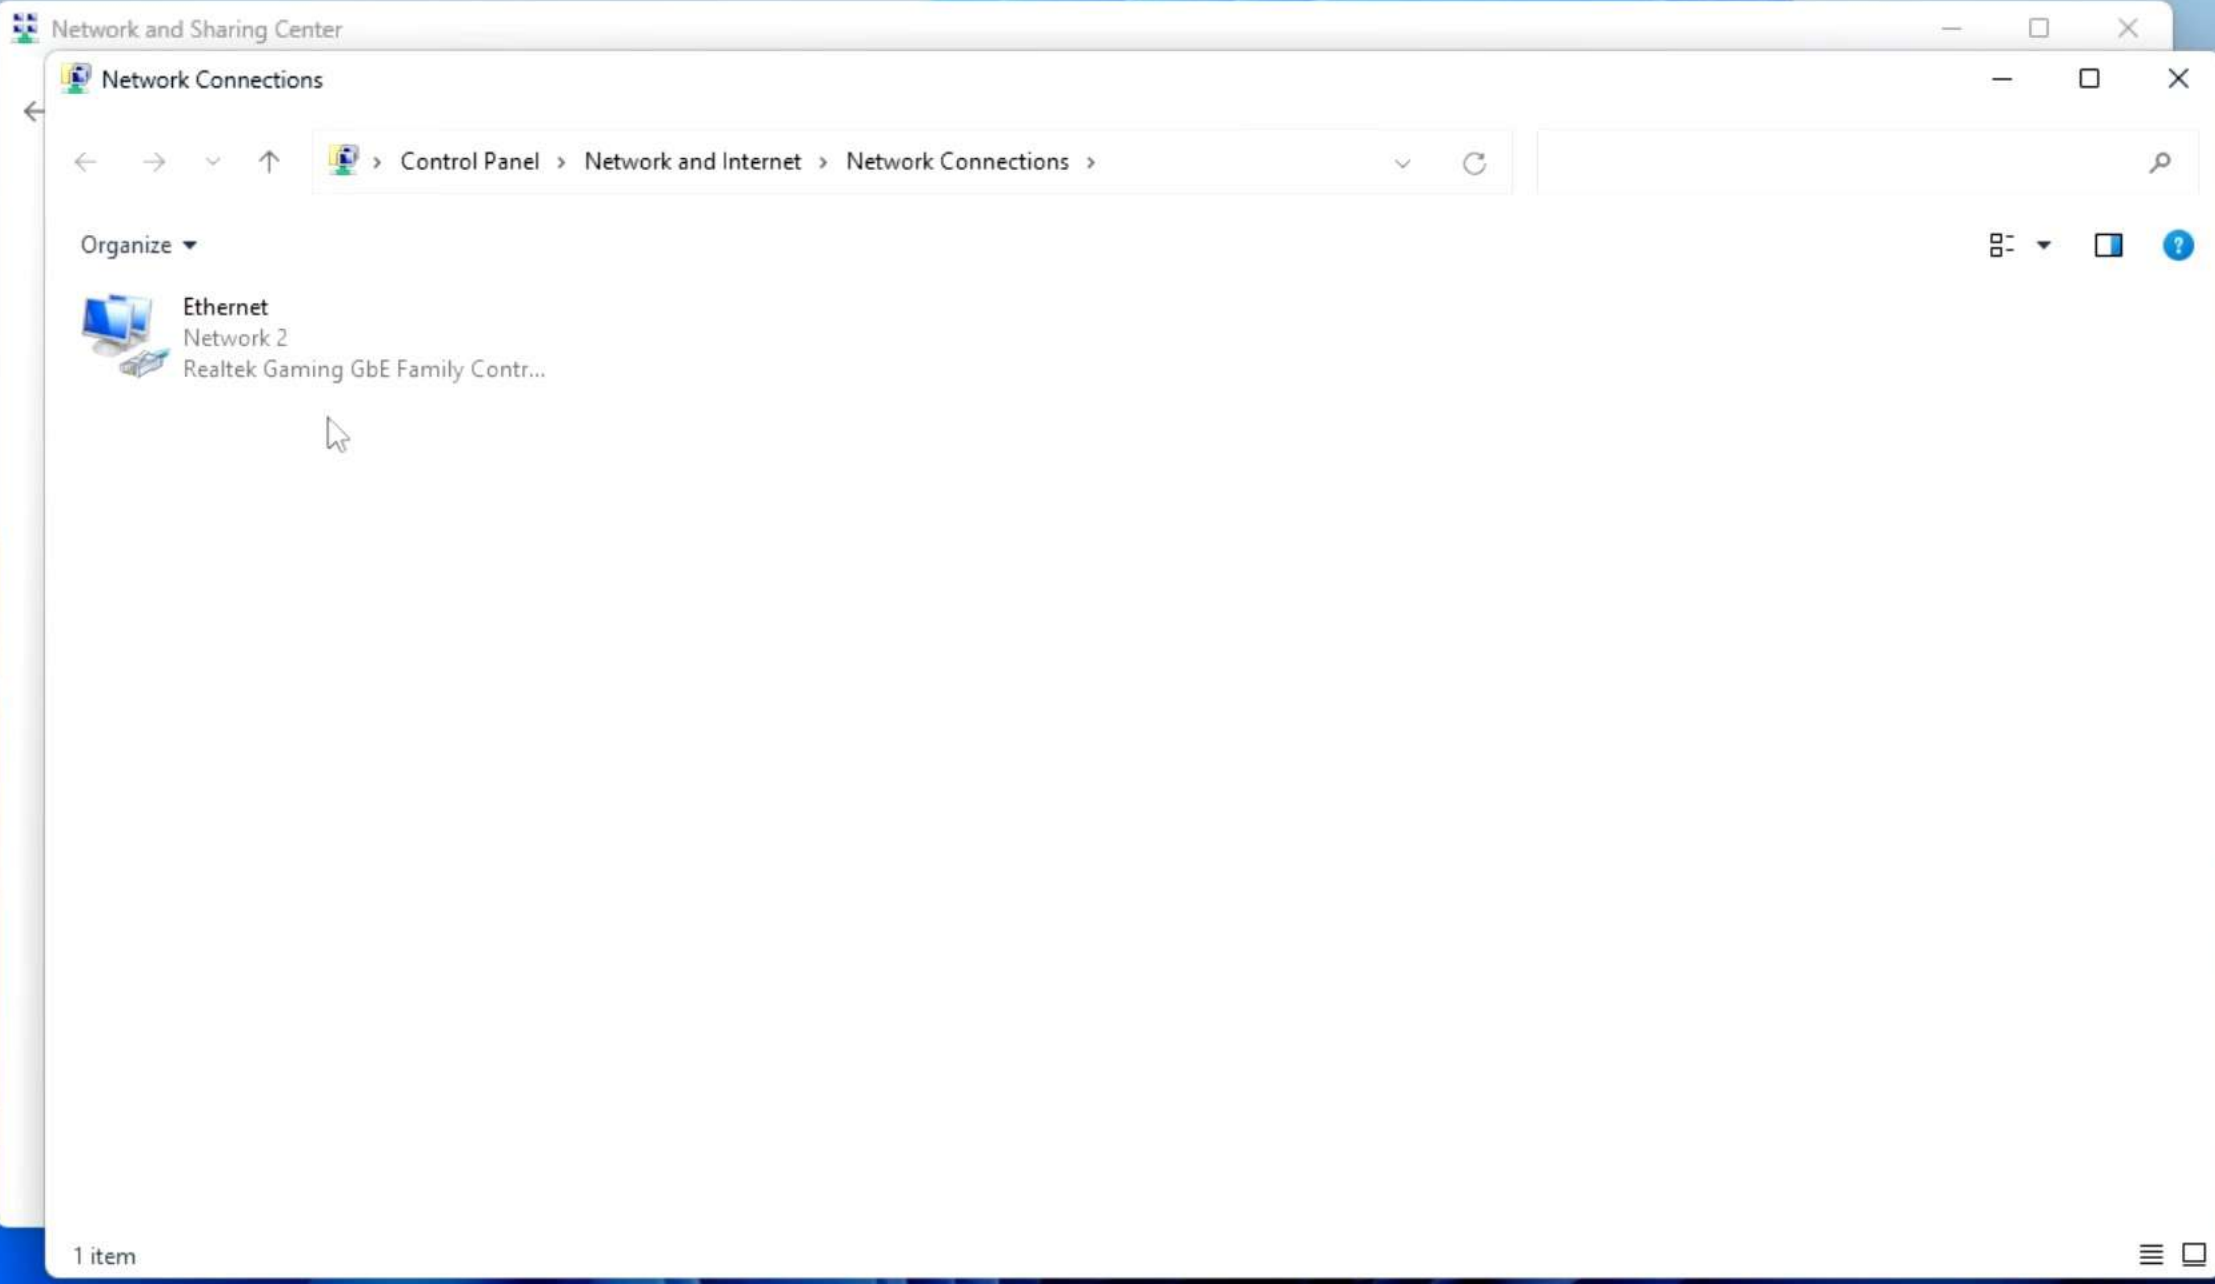 Network and Sharing Center
Network Connections
Control Panel > Network and Internet > Network Connections >
Organize
Ethernet
Network 2
Realtek Gaming GbE Family Contr...
1 item